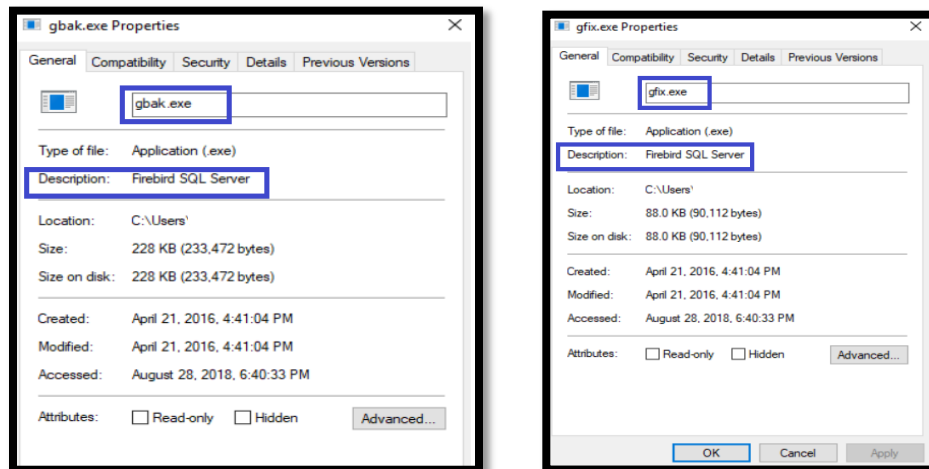 gbak.exe Properties
General Compatibility Security Details Previous Versions
gbak.exe
Type of file: Application (.exe)
Description: Firebird SQL Server
Location: C:\Users'
Size: 228 KB (233,472 bytes)
Size on disk: 228 KB (233,472 bytes)
Created: April 21, 2016, 4:41:04 PM
Modified: April 21, 2016, 4:41:04 PM
Accessed: August 28, 2018, 6:40:33 PM
Attributes: Read-only Hidden Advanced...
gfix.exe Properties
General Compatibility Security Details Previous Versions
gfix.exe
Type of file: Application (.exe)
Description: Firebird SQL Server
Location: C:\Users'
Size: 88.0 KB (90,112 bytes)
Size on disk: 88.0 KB (90,112 bytes)
Created: April 21, 2016, 4:41:04 PM
Modified: April 21, 2016, 4:41:04 PM
Accessed: August 28, 2018, 6:40:33 PM
Attributes: Read-only Hidden Advanced...
OK Cancel Apply